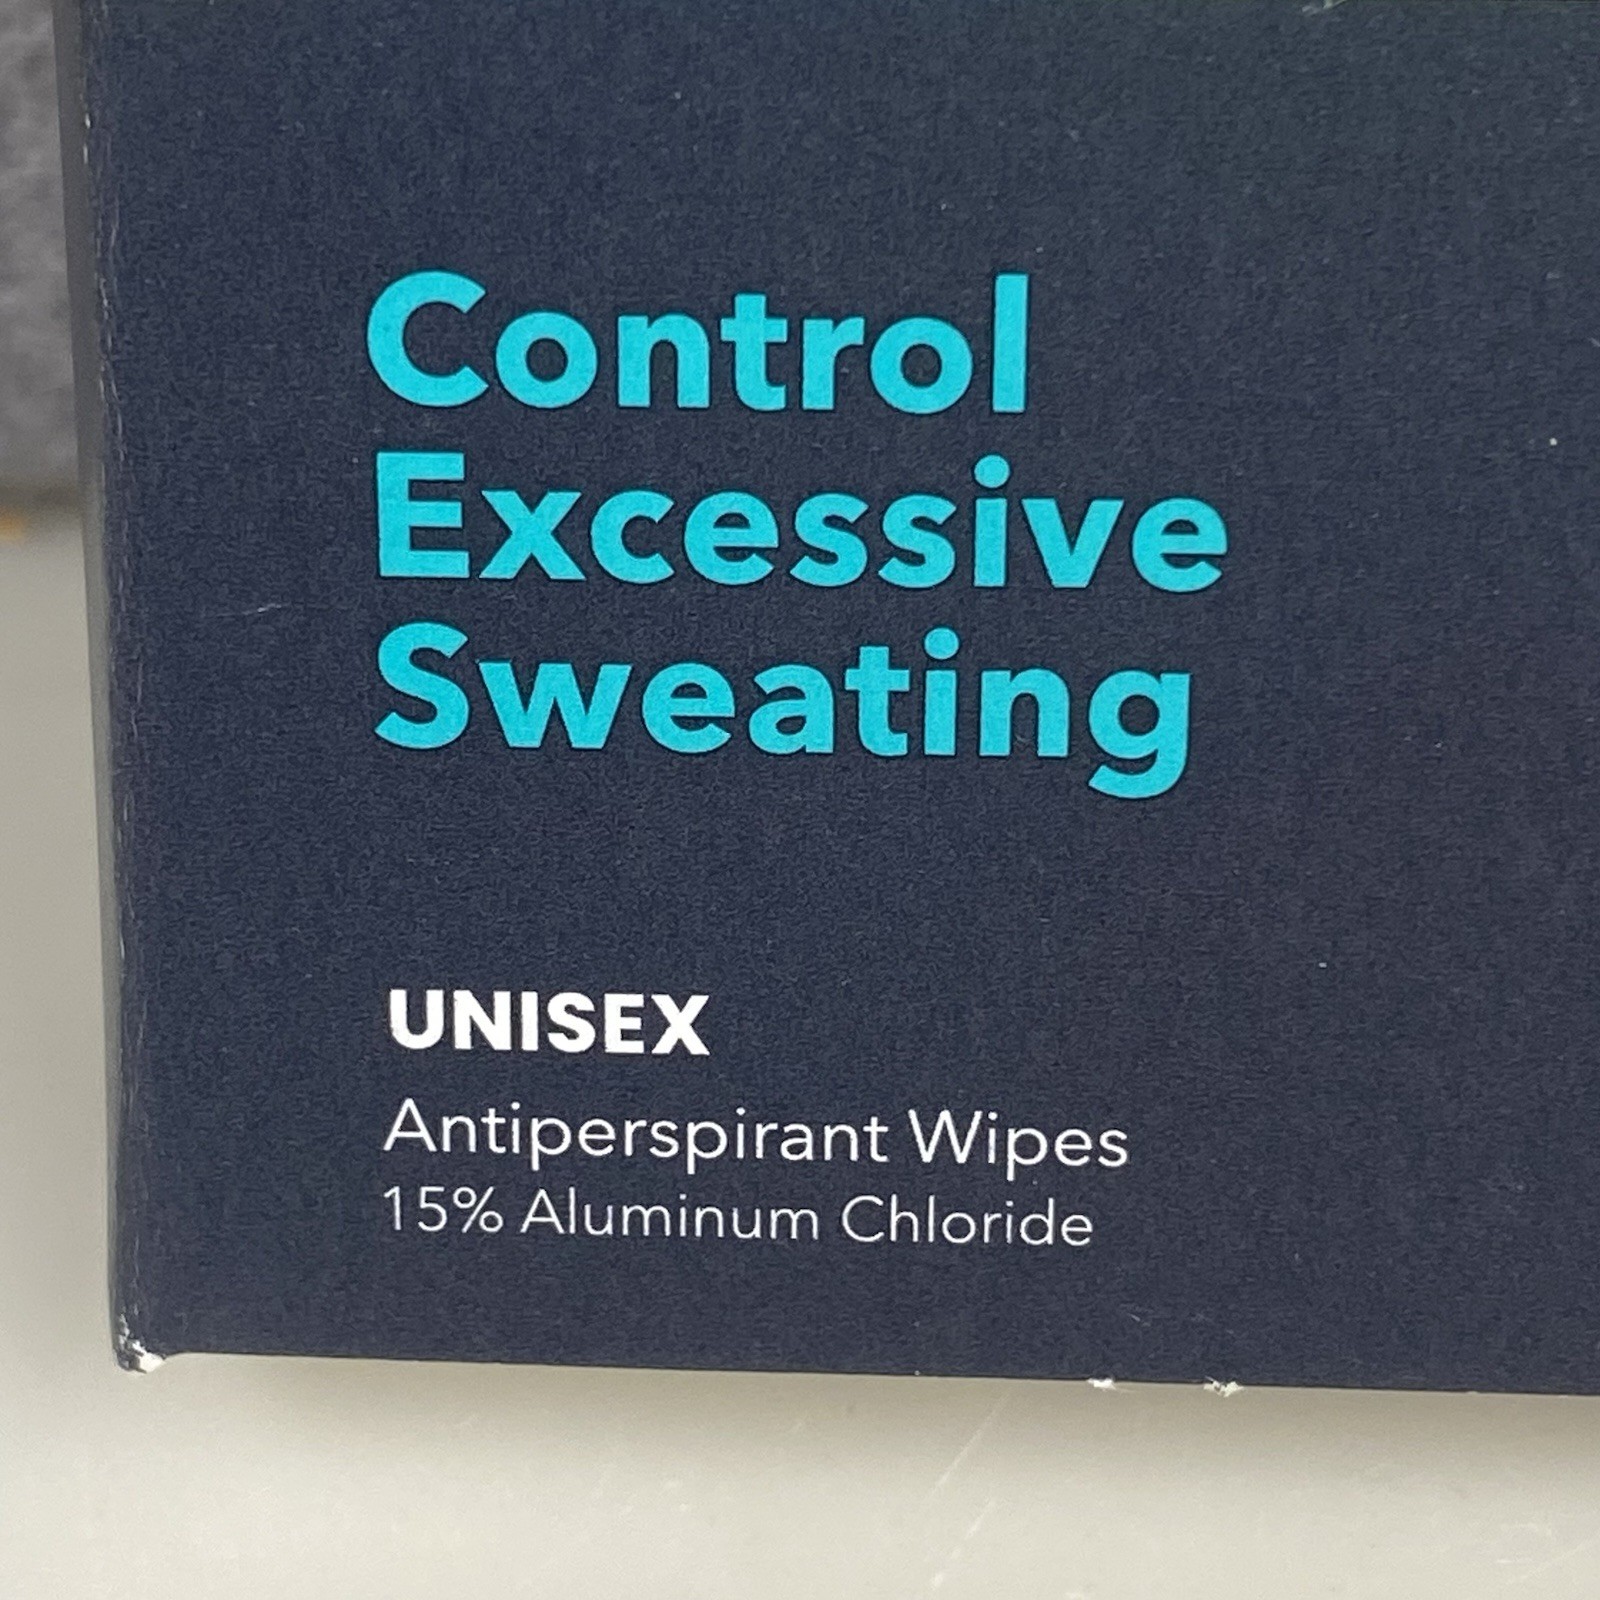 Control
Excessive
Sweating
UNISEX
Antiperspirant Wipes
15% Aluminum Chloride